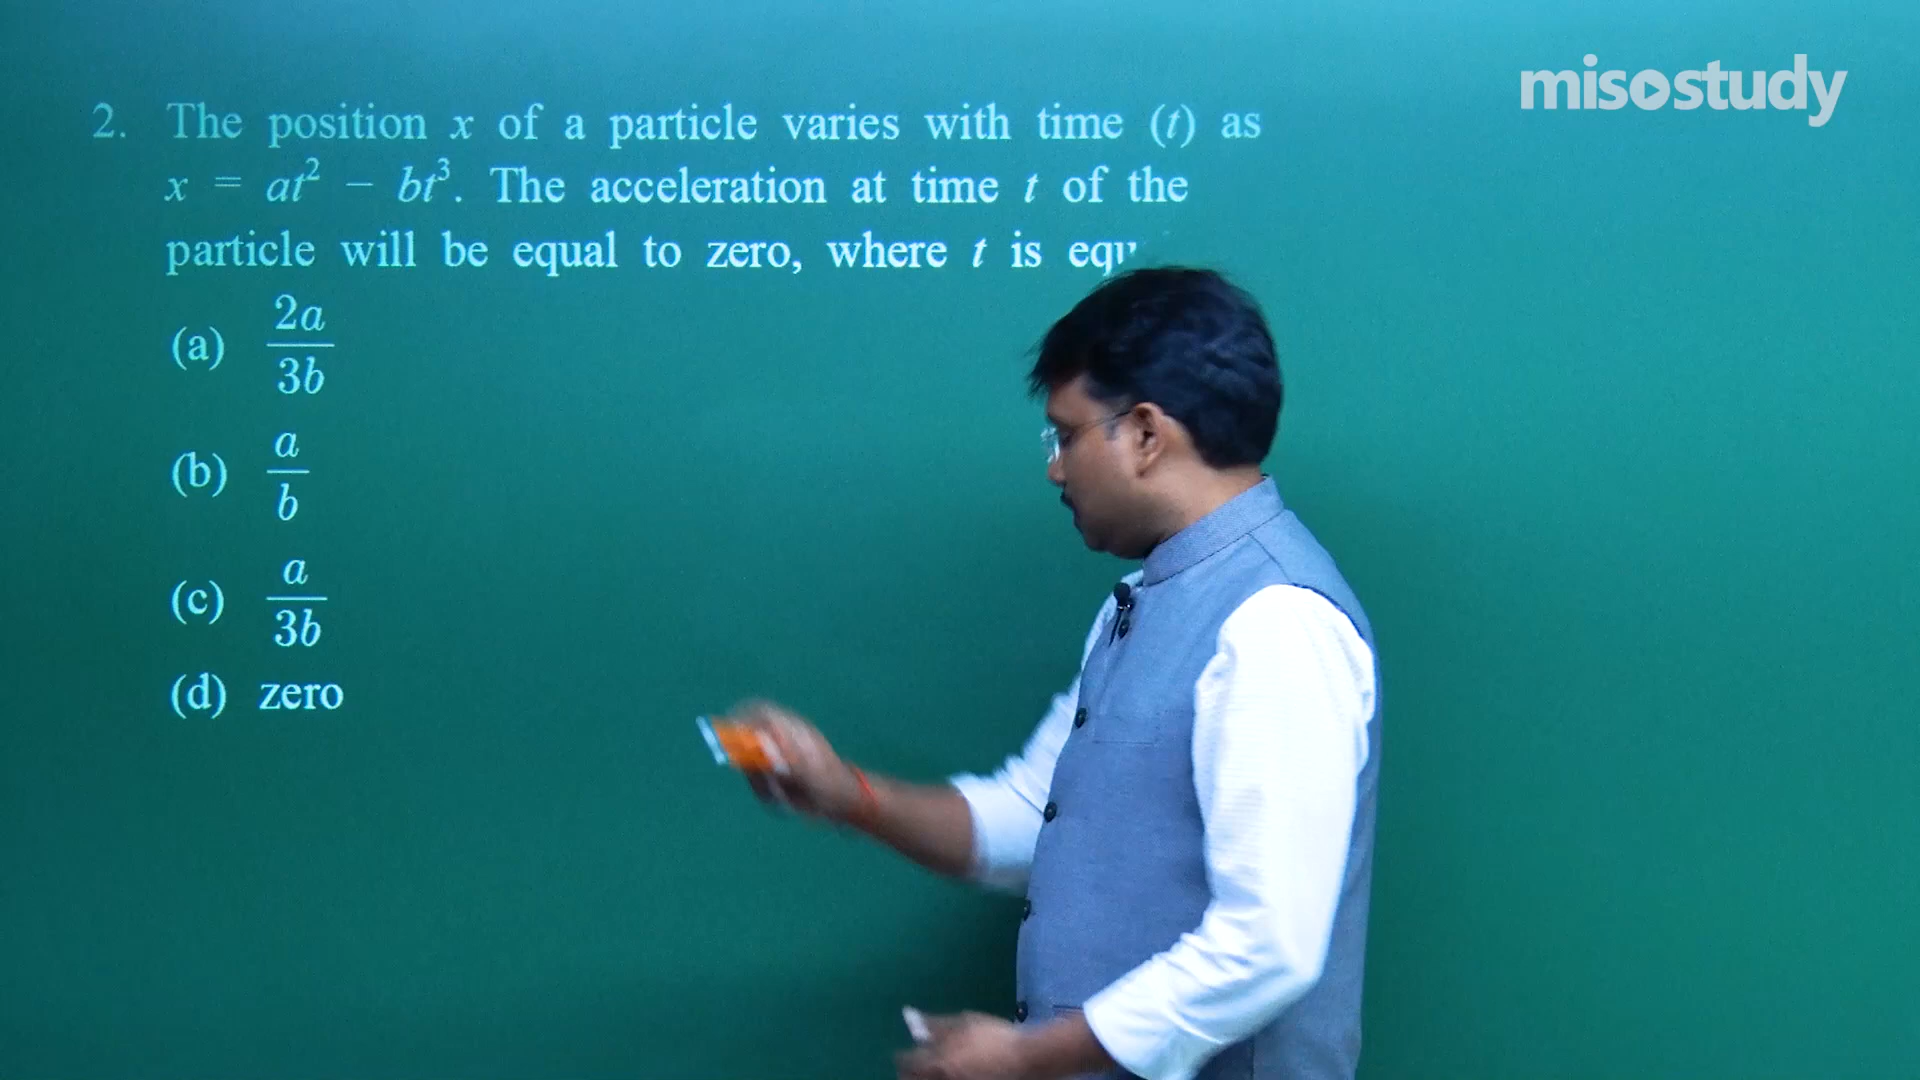 misostudy
2. The position x of a particle varies with time (t) as
x = at² − bt³. The acceleration at time t of the
particle will be equal to zero, where t is
(a) 2a/3b
(b) a/b
(c) a/3b
(d) zero